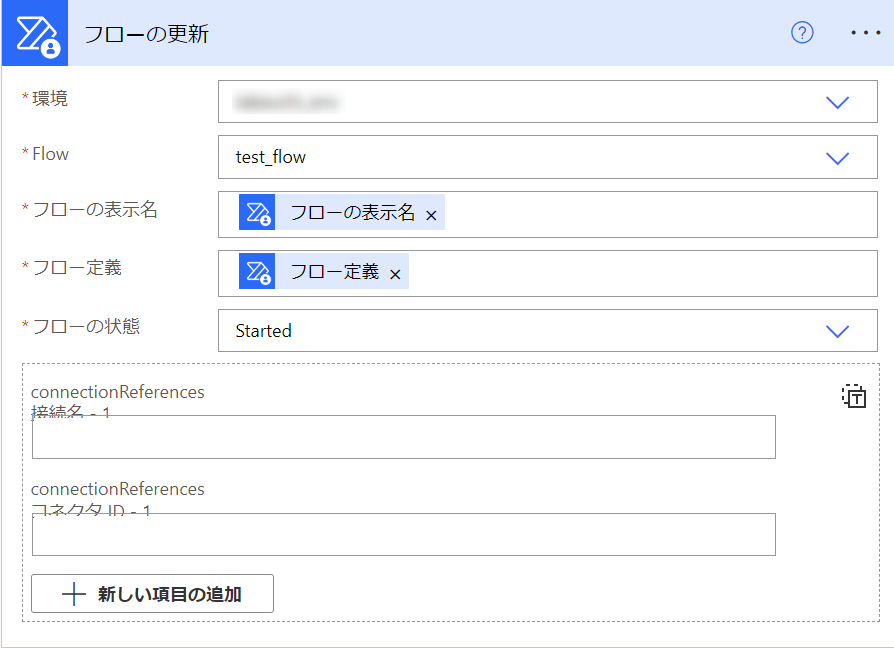 フローの更新
?
*環境
*Flow
test_flow
*フローの表示名
フローの表示名 ×
*フロー定義
フロー定義 ×
*フローの状態
Started
connectionReferences
接続名 - 1
connectionReferences
コネクタ ID - 1
新しい項目の追加